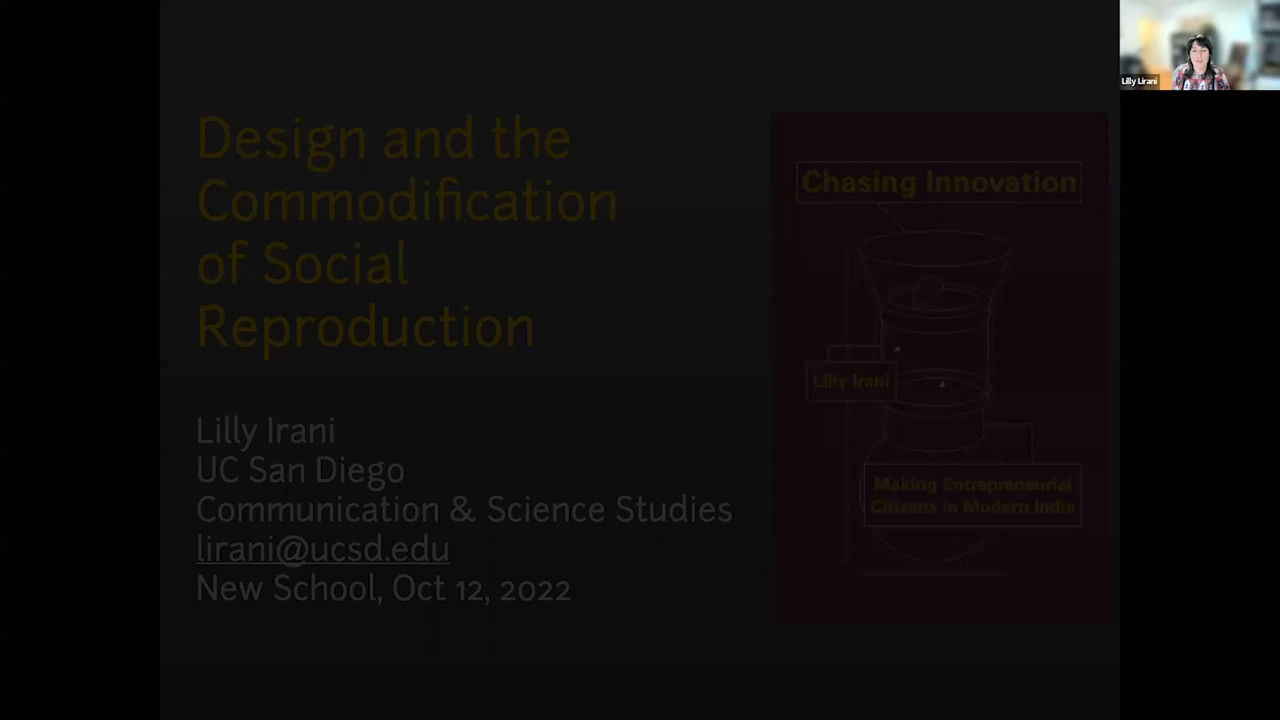 Design and the
Commodification
of Social
Reproduction
Lilly Irani
UC San Diego
Communication & Science Studies
lirani@ucsd.edu
New School, Oct 12, 2022
Chasing Innovation
Lilly Irani
Making Entrepreneurial
Citizens in Modern India
Lilly Lirani